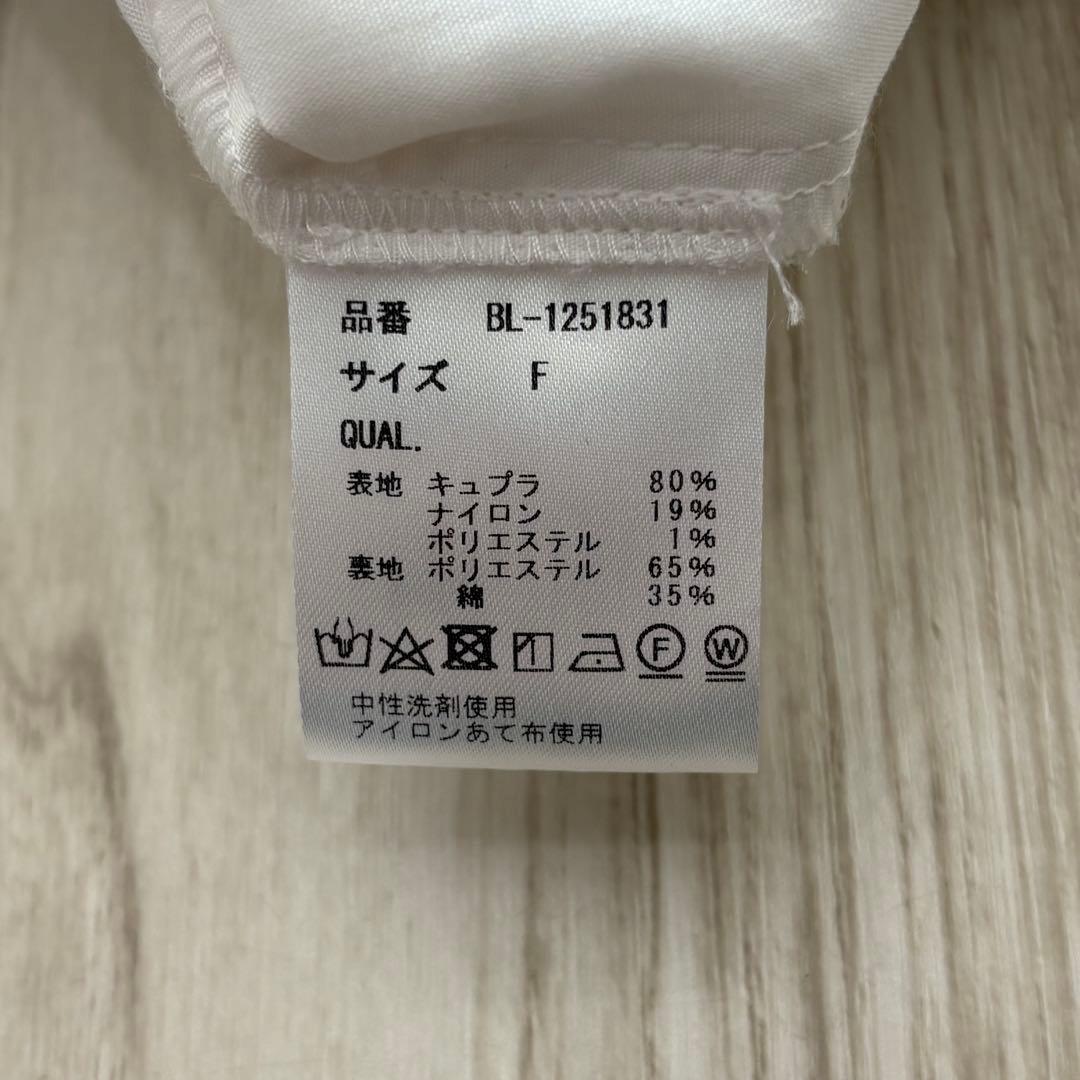 品番 BL-1251831
サイズ F
QUAL.
表地 キュプラ 80%
ナイロン 19%
ポリエステル 1%
裏地 ポリエステル 65%
綿 35%
F W
中性洗剤使用
アイロンあて布使用